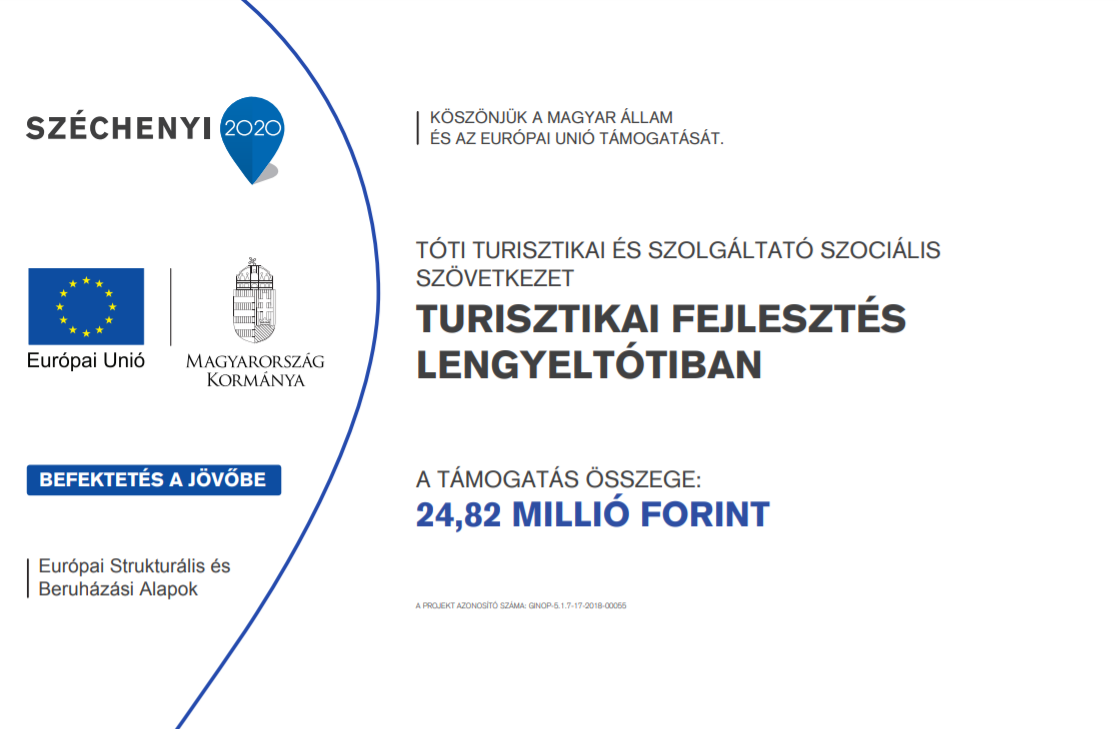 SZÉCHENYI 2020
KÖSZÖNJÜK A MAGYAR ÁLLAM
ÉS AZ EURÓPAI UNIÓ TÁMOGATÁSÁT.
Európai Unió
MAGYARORSZÁG
KORMÁNYA
BEFEKTETÉS A JÖVŐBE
Európai Strukturális és
Beruházási Alapok
TÓTI TURISZTIKAI ÉS SZOLGÁLTATÓ SZOCIÁLIS
SZÖVETKEZET
TURISZTIKAI FEJLESZTÉS
LENGYELTÓTIBAN
A TÁMOGATÁS ÖSSZEGE:
24,82 MILLIÓ FORINT
A PROJEKT AZONOSÍTÓ SZÁMA: GINOP-5.1.7-17-2018-00055